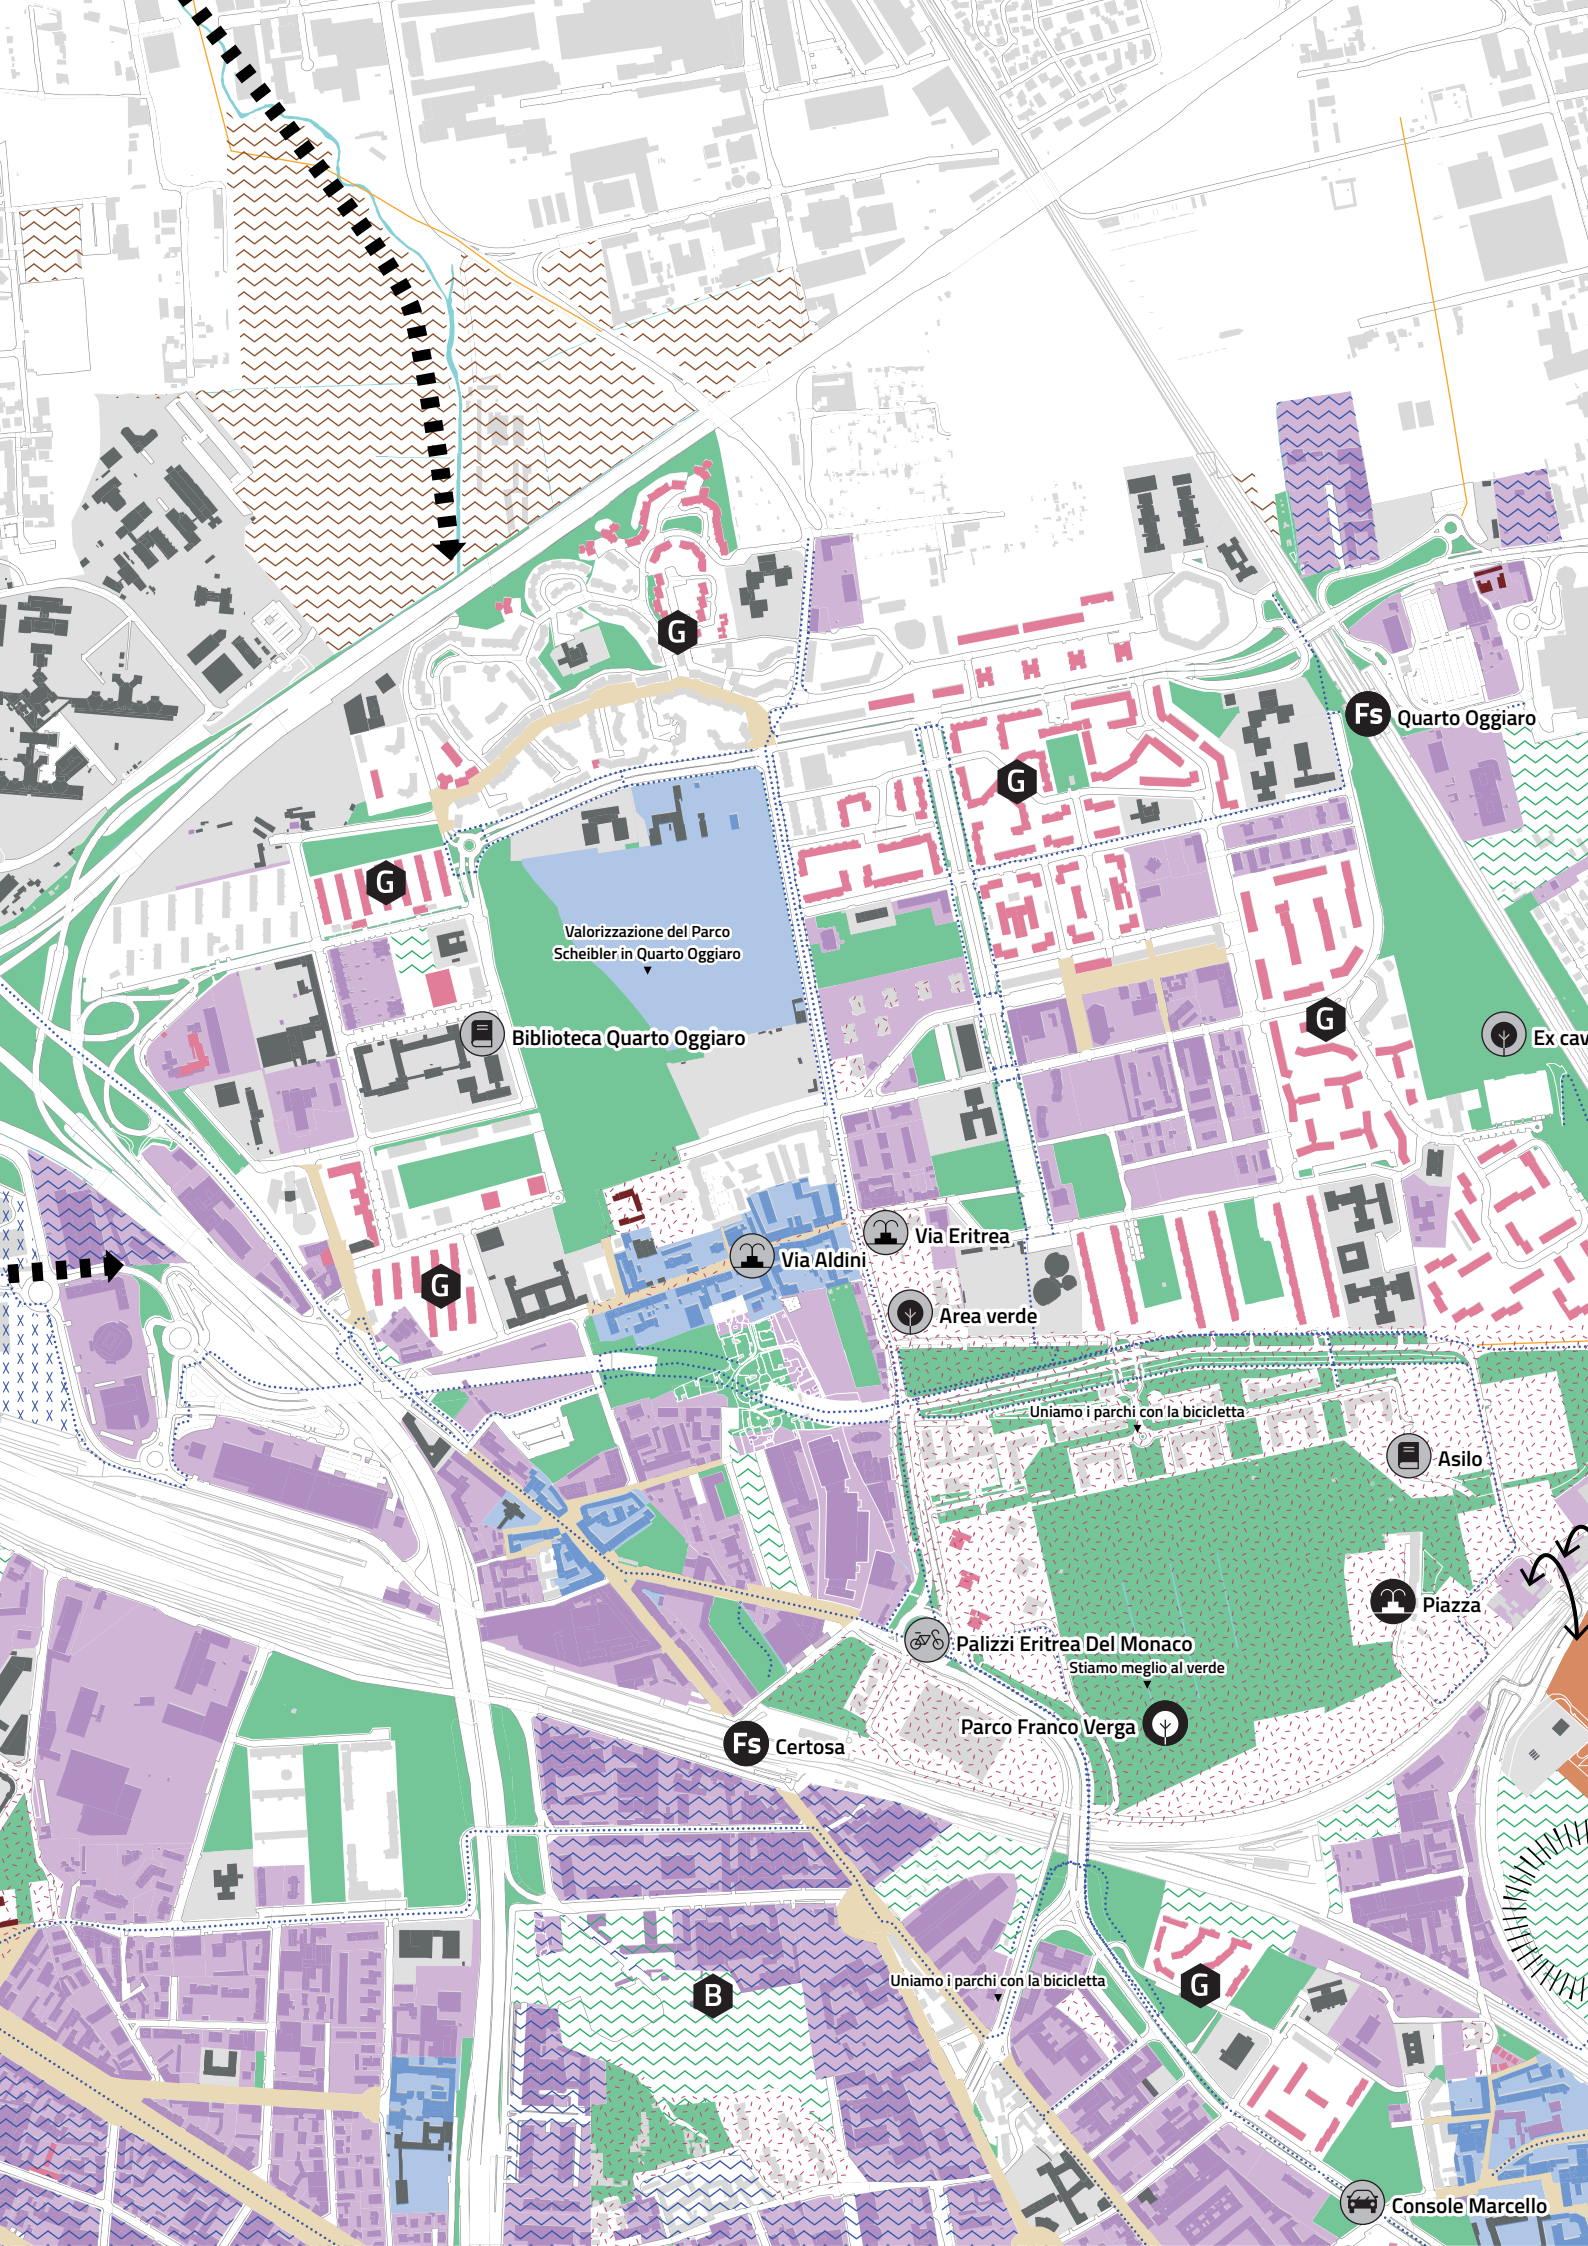 G
Fs Quarto Oggiaro
G
G
Valorizzazione del Parco
Scheibler in Quarto Oggiaro
Biblioteca Quarto Oggiaro
G
Ex cav
Via Eritrea
Via Aldini
G
Area verde
Uniamo i parchi con la bicicletta
Asilo
Piazza
Palizzi Eritrea Del Monaco
Stiamo meglio al verde
Parco Franco Verga
Fs Certosa
Uniamo i parchi con la bicicletta
G
B
Console Marcello